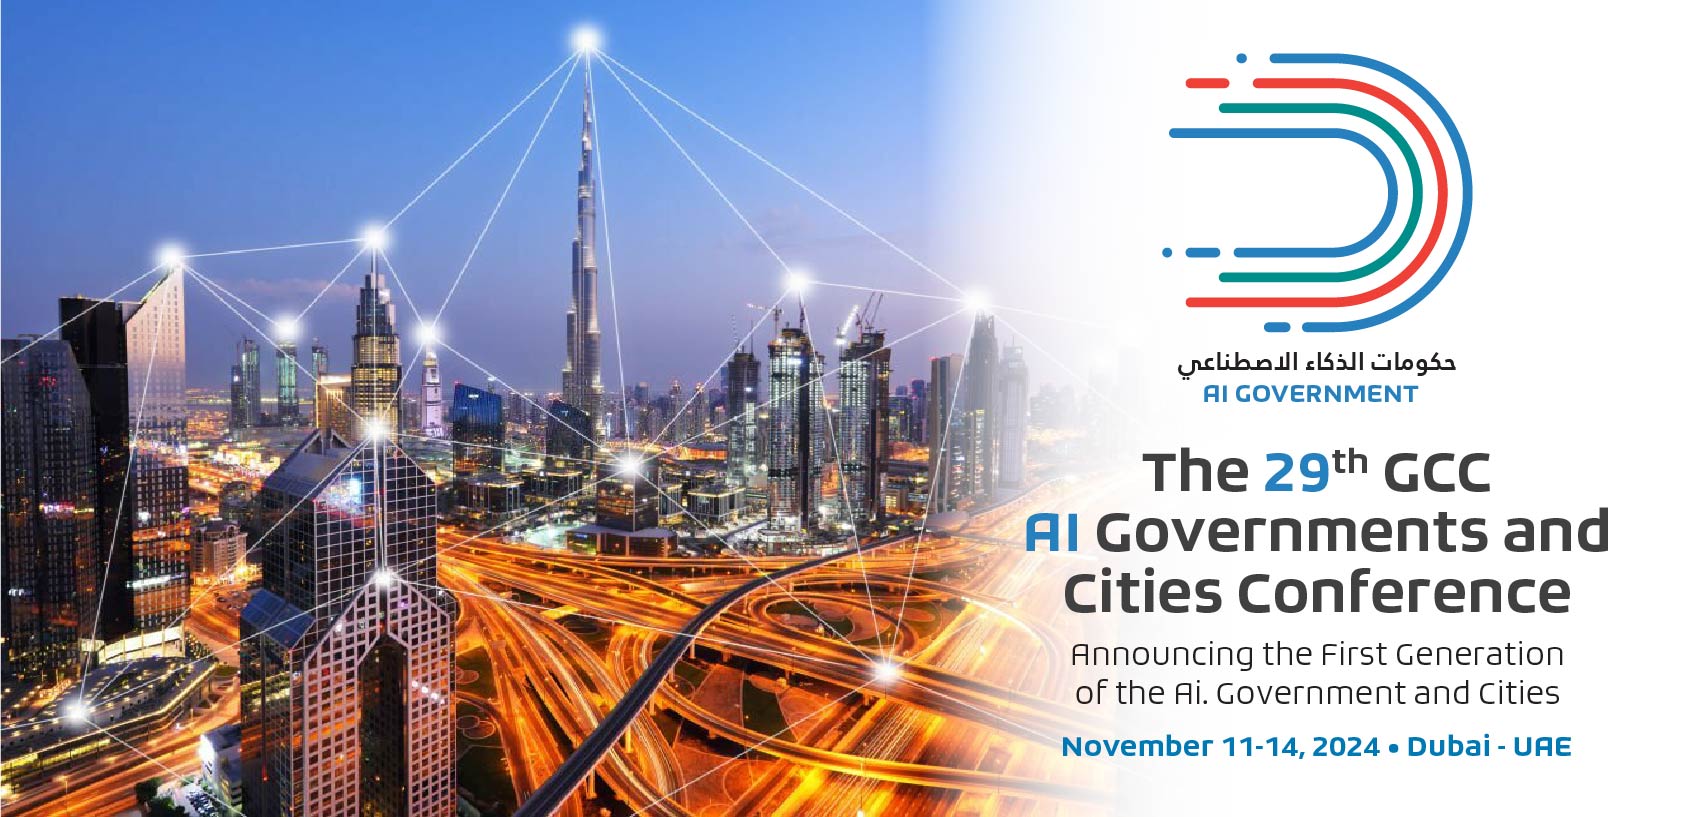 حكومات الذكاء الاصطناعي
AI GOVERNMENT
The 29th GCC
AI Governments and
Cities Conference
Announcing the First Generation
of the Ai. Government and Cities
November 11-14, 2024 • Dubai - UAE